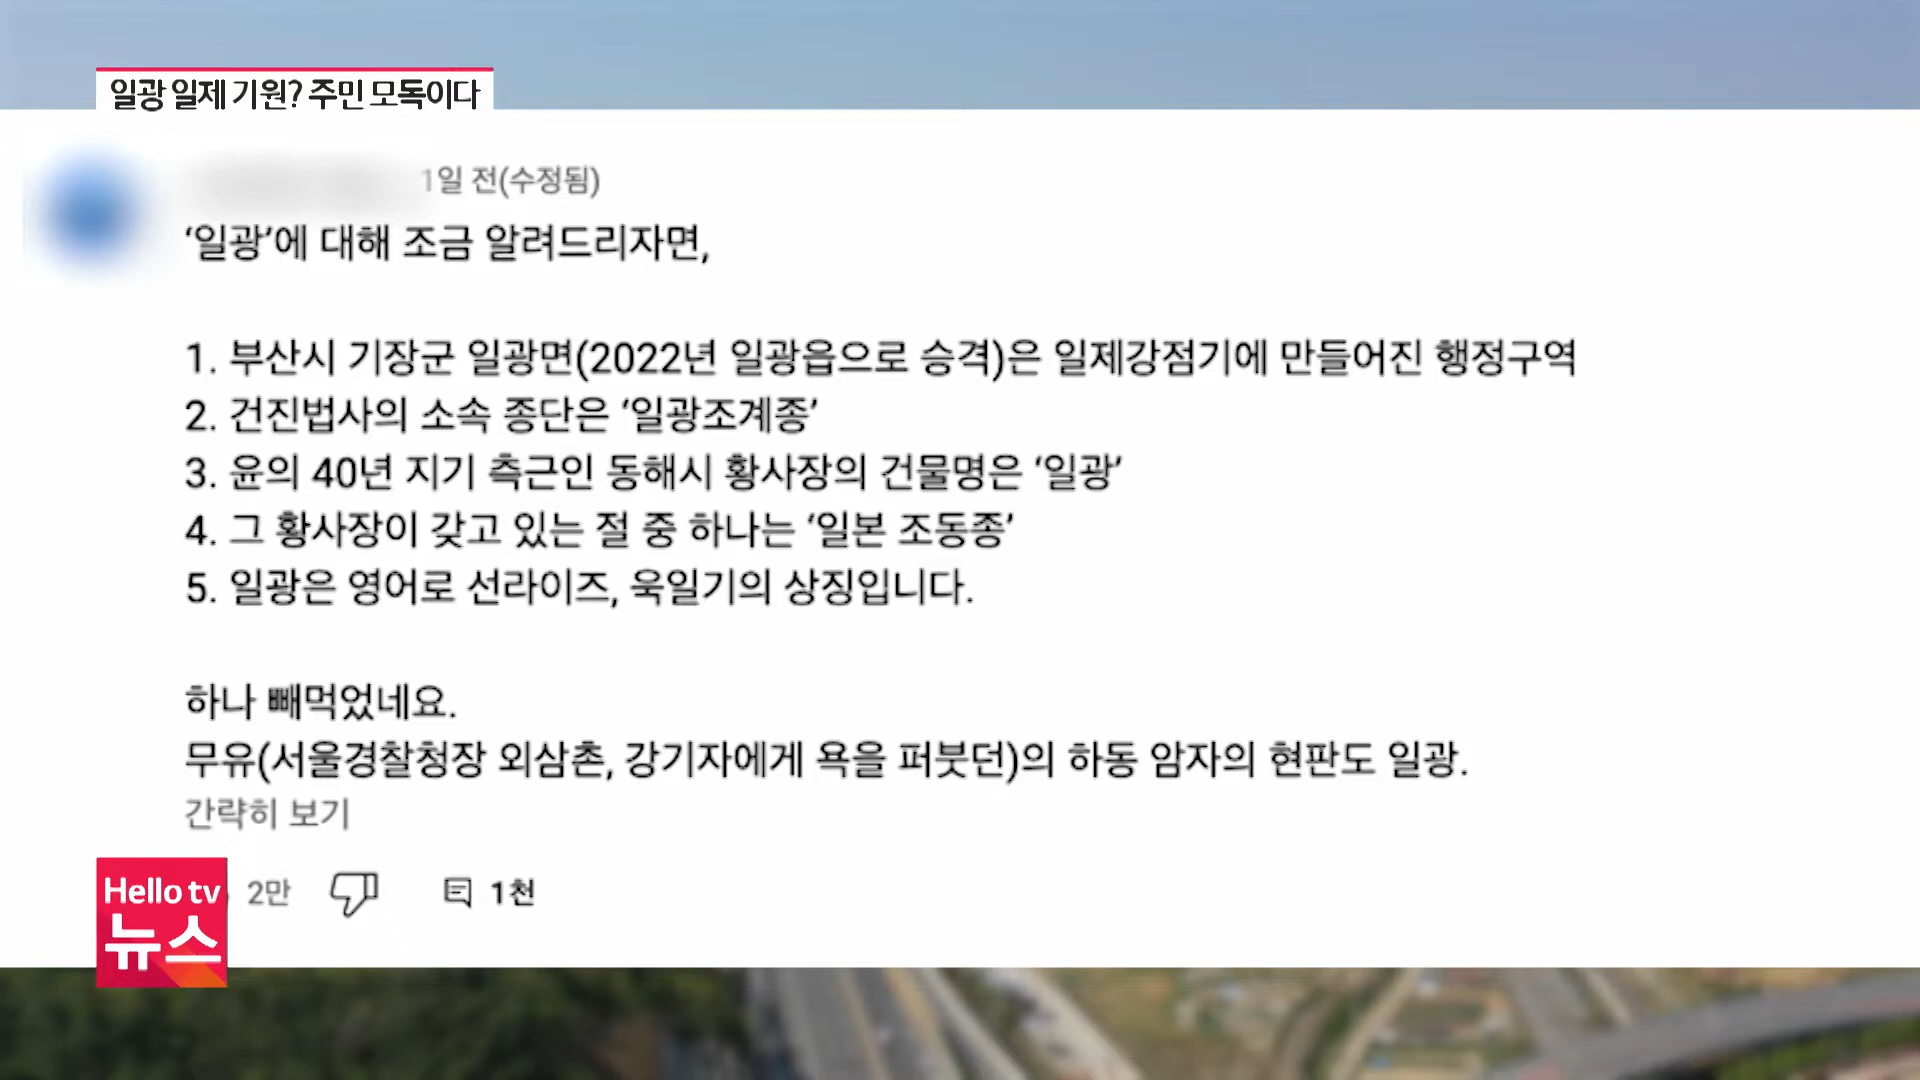 일광 일제 기원? 주민 모독이다
1일 전(수정됨)
‘일광’에 대해 조금 알려드리자면,
1. 부산시 기장군 일광면(2022년 일광읍으로 승격)은 일제강점기에 만들어진 행정구역
2. 건진법사의 소속 종단은 ‘일광조계종’
3. 윤의 40년 지기 측근인 동해시 황사장의 건물명은 ‘일광’
4. 그 황사장이 갖고 있는 절 중 하나는 ‘일본 조동종’
5. 일광은 영어로 선라이즈, 욱일기의 상징입니다.
하나 빼먹었네요.
무유(서울경찰청장 외삼촌, 강기자에게 욕을 퍼붓던)의 하동 암자의 현판도 일광.
간략히 보기
2만 1천
Hello tv
뉴스